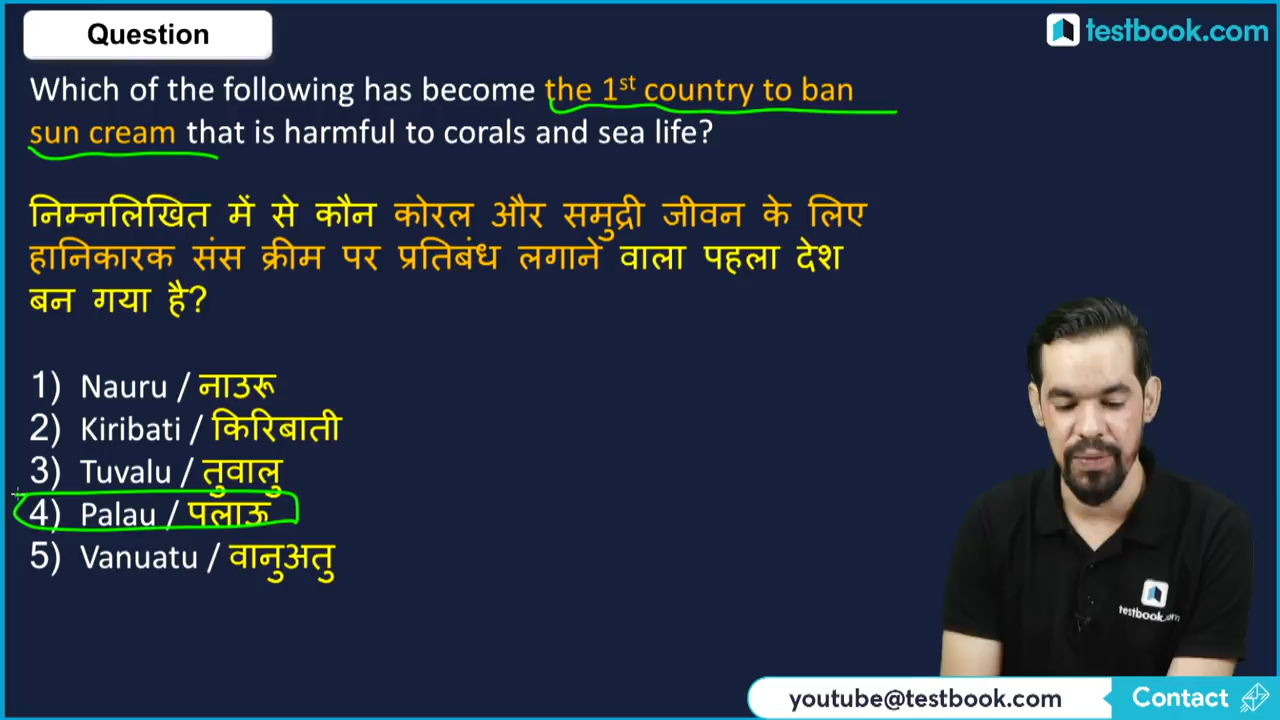 Question
testbook.com
Which of the following has become the 1st country to ban
sun cream that is harmful to corals and sea life?
निम्नलिखित में से कौन कोरल और समुद्री जीवन के लिए
हानिकारक संस क्रीम पर प्रतिबंध लगाने वाला पहला देश
बन गया है?
1) Nauru / नाउरू
2) Kiribati / किरिबाती
3) Tuvalu / तुवालु
4) Palau / पलाऊ
5) Vanuatu / वानुअतु
testbook.com
youtube@testbook.com Contact